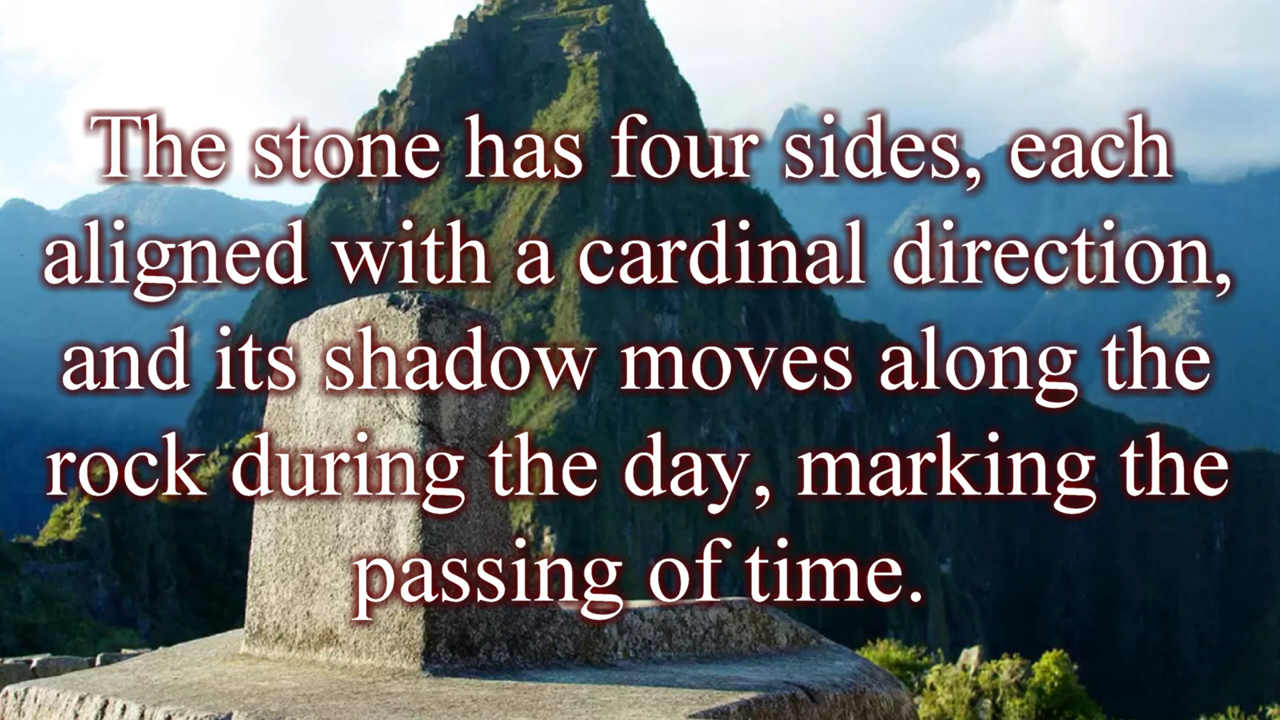 The stone has four sides, each
aligned with a cardinal direction,
and its shadow moves along the
rock during the day, marking the
passing of time.